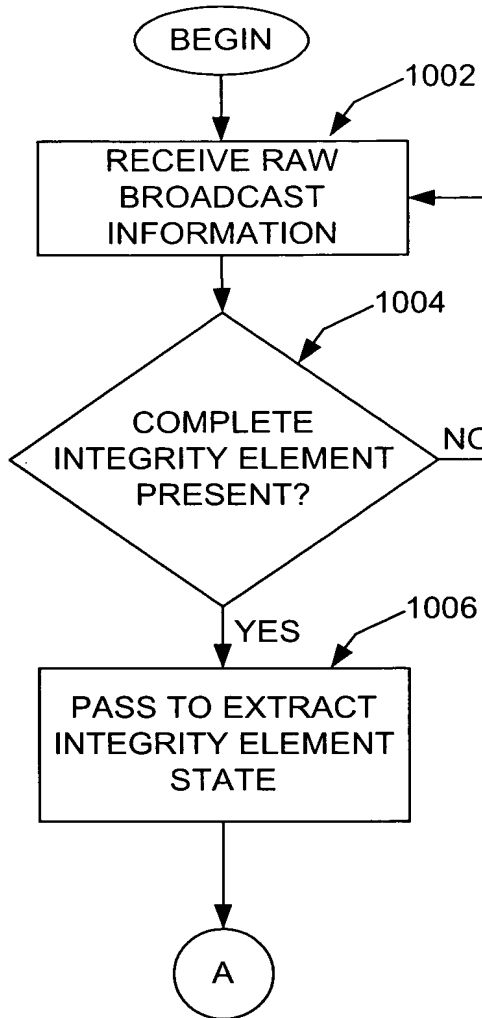 BEGIN
1002
RECEIVE RAW
BROADCAST
INFORMATION
1004
COMPLETE
INTEGRITY ELEMENT
PRESENT?
NO
YES
1006
PASS TO EXTRACT
INTEGRITY ELEMENT
STATE
A